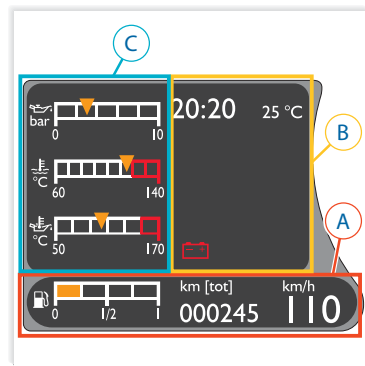 C
20:20 25 °C
bar
0 10
B
°C
60 140
A
°C
50 170
- +
km [tot] km/h
0 1/2 1
000245 110